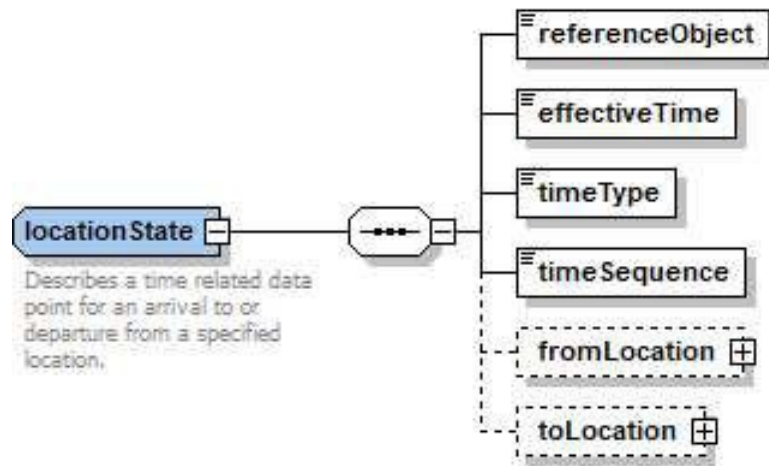 referenceObject
effectiveTime
timeType
locationState
Describes a time related data
point for an arrival to or
departure from a specified
location.
timeSequence
fromLocation
toLocation